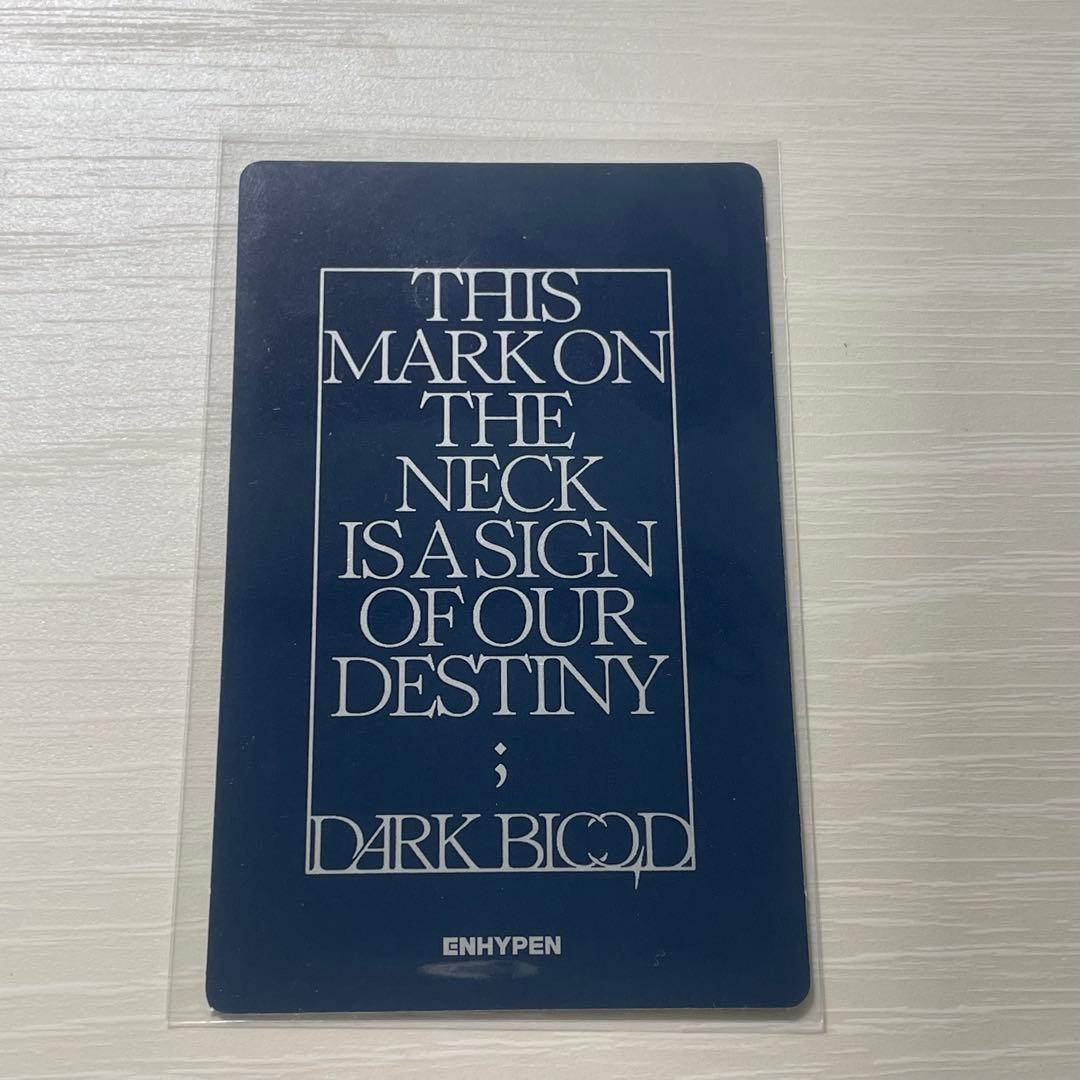 THIS
MARK ON
THE
NECK
IS A SIGN
OF OUR
DESTINY
;
DARK BLOOD
ENHYPEN